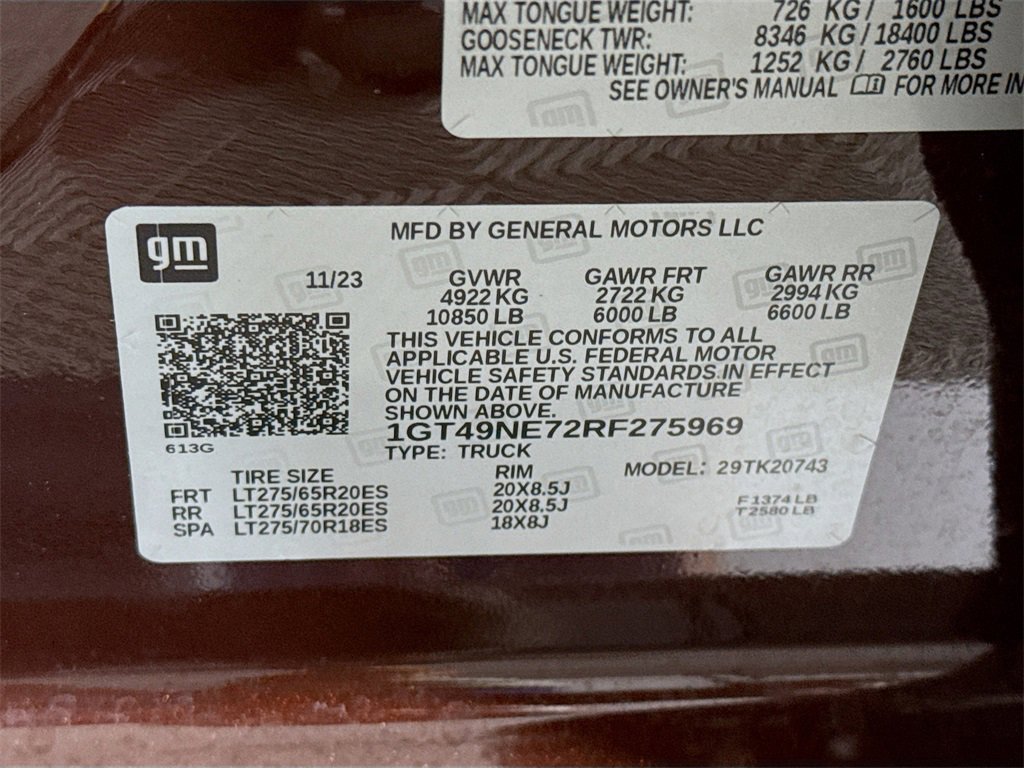 MAX TONGUE WEIGHT: 726 KG / 1600 LBS
GOOSENECK TWR: 8346 KG / 18400 LBS
MAX TONGUE WEIGHT: 1252 KG / 2760 LBS
SEE OWNER'S MANUAL FOR MORE IN
gm
MFD BY GENERAL MOTORS LLC
11/23 GVWR GAWR FRT GAWR RR
4922 KG 2722 KG 2994 KG
10850 LB 6000 LB 6600 LB
THIS VEHICLE CONFORMS TO ALL
APPLICABLE U.S. FEDERAL MOTOR
VEHICLE SAFETY STANDARDS IN EFFECT
ON THE DATE OF MANUFACTURE
SHOWN ABOVE.
1GT49NE72RF275969
613G
TYPE: TRUCK
TIRE SIZE RIM MODEL: 29TK20743
FRT LT275/65R20ES 20X8.5J
RR LT275/65R20ES 20X8.5J
SPA LT275/70R18ES 18X8J
F1374 LB
T2580 LB